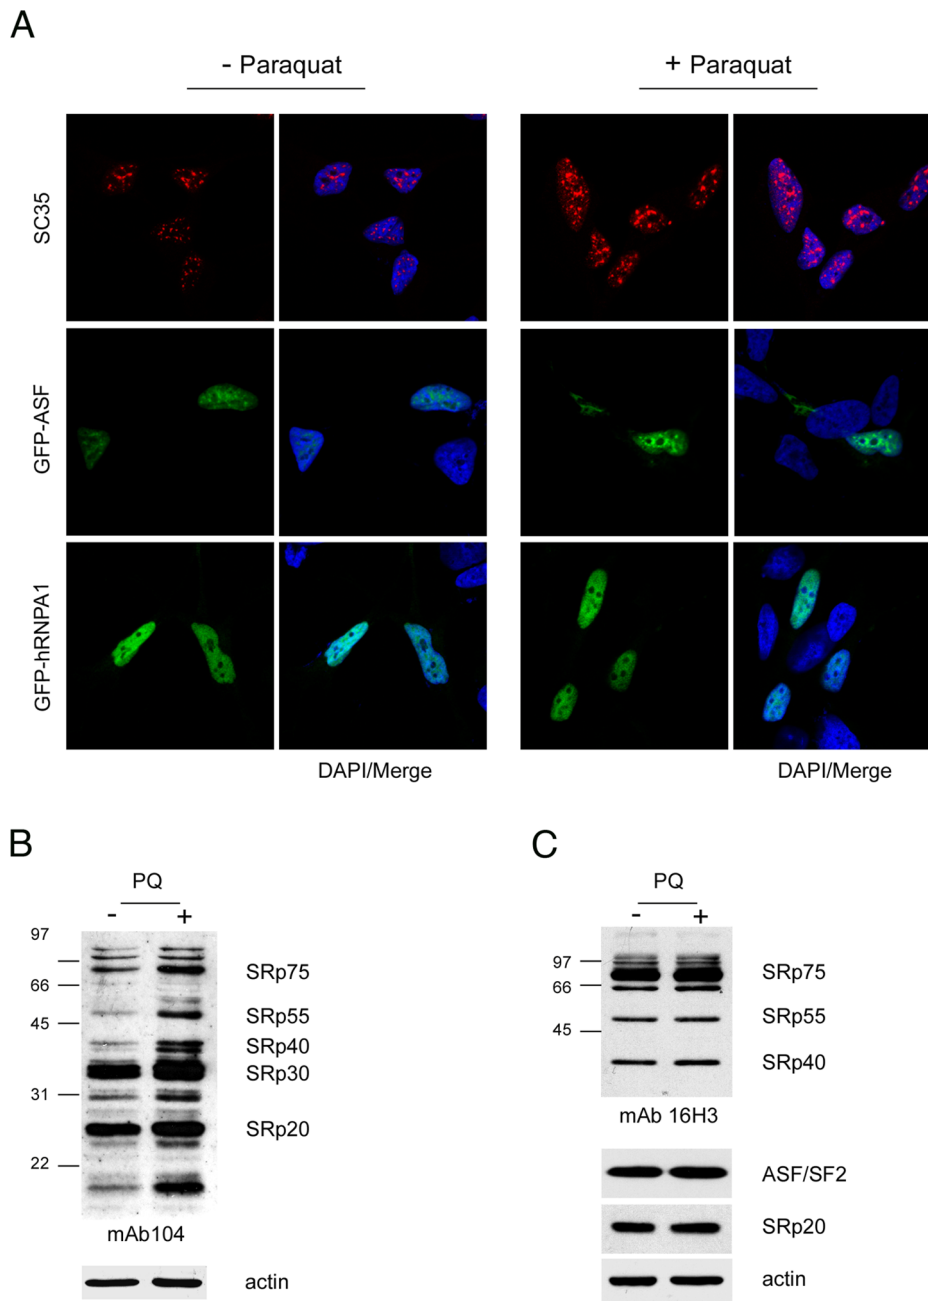 A
- Paraquat
+ Paraquat
SC35
GFP-ASF
GFP-hRNPA1
DAPI/Merge
DAPI/Merge
B
PQ
- +
97
66
45
31
22
SRp75
SRp55
SRp40
SRp30
SRp20
mAb104
actin
C
PQ
- +
97
66
45
SRp75
SRp55
SRp40
mAb 16H3
ASF/SF2
SRp20
actin